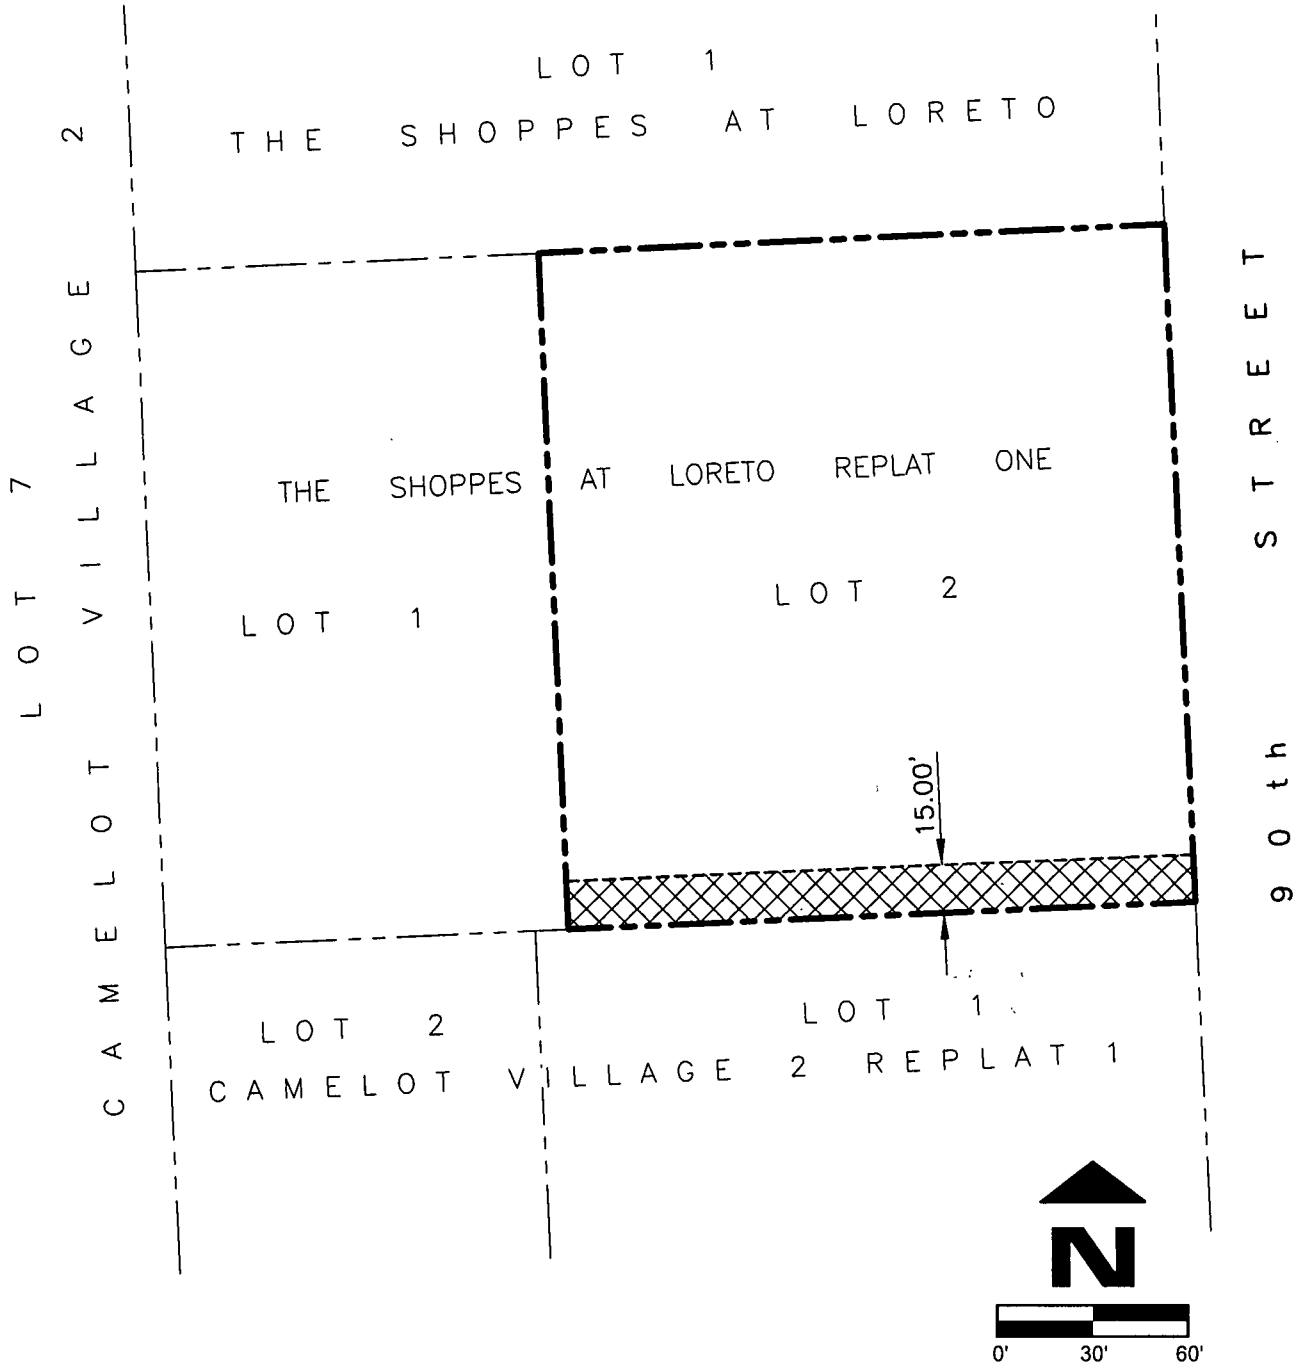 LOT 1
THE SHOPPES AT LORETO
LOT 7
CAMELOT VILLAGE 2
THE SHOPPES AT LORETO REPLAT ONE
LOT 1
LOT 2
90th STREET
15.00'
LOT 2
LOT 1
CAMELOT VILLAGE 2 REPLAT 1
N
0' 30' 60'